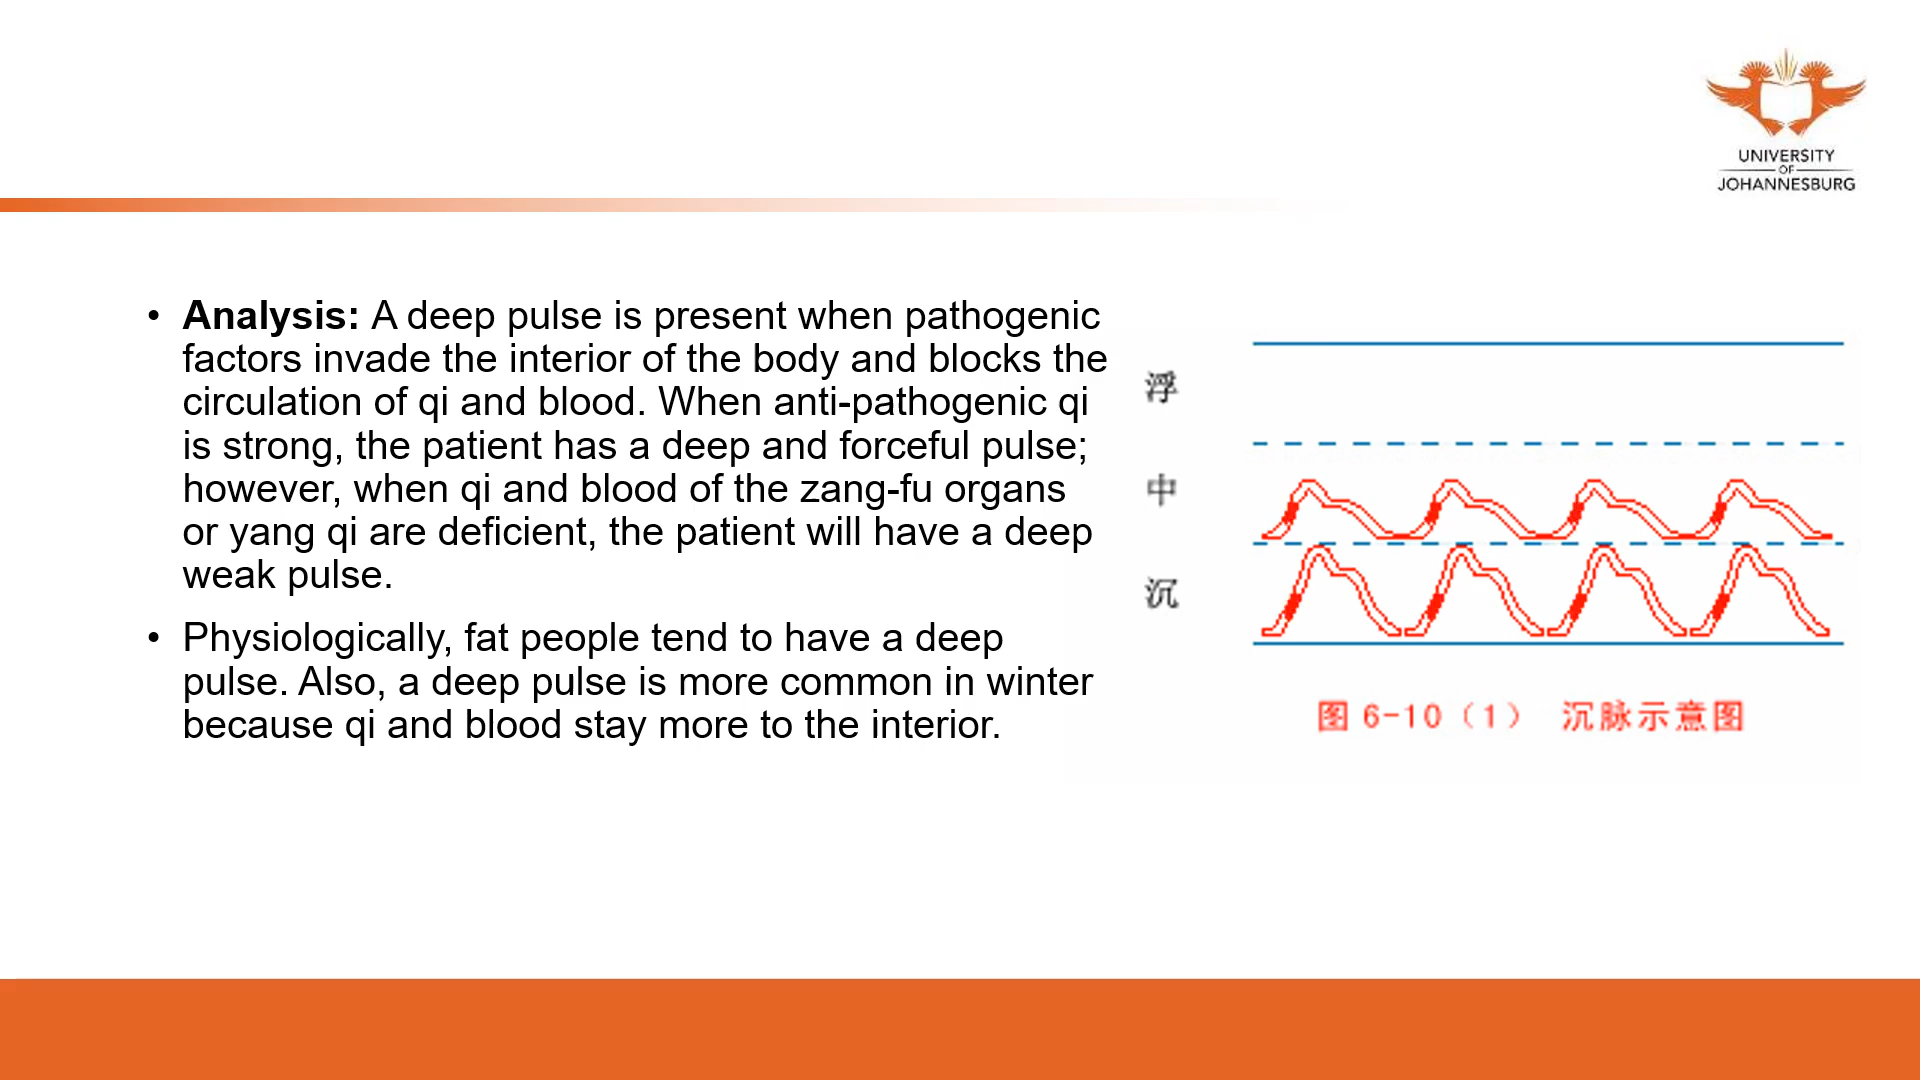 UNIVERSITY
OF
JOHANNESBURG
• Analysis: A deep pulse is present when pathogenic
factors invade the interior of the body and blocks the
circulation of qi and blood. When anti-pathogenic qi
is strong, the patient has a deep and forceful pulse;
however, when qi and blood of the zang-fu organs
or yang qi are deficient, the patient will have a deep
weak pulse.
• Physiologically, fat people tend to have a deep
pulse. Also, a deep pulse is more common in winter
because qi and blood stay more to the interior.
浮
中
沉
图 6-10（1） 沉脉示意图